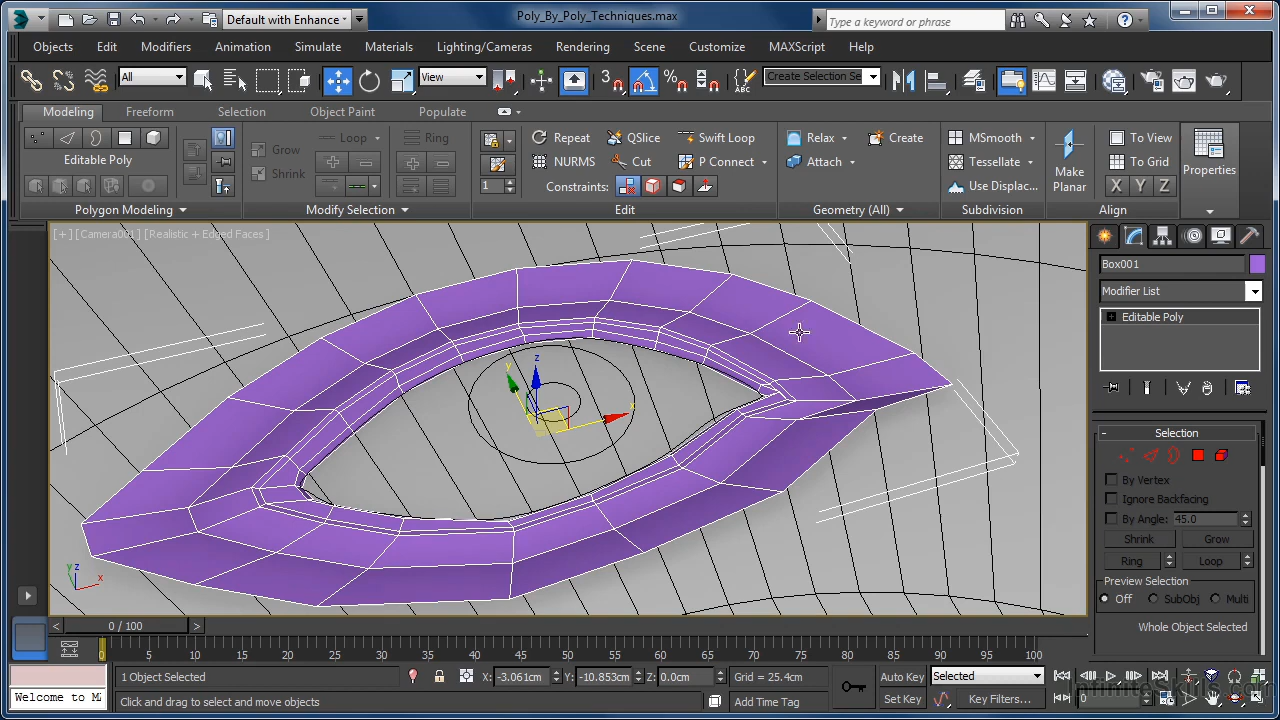 Default with Enhance
Poly_By_Poly_Techniques.max
Type a keyword or phrase
Objects Edit Modifiers Animation Simulate Materials Lighting/Cameras Rendering Scene Customize MAXScript Help
All View 3 Create Selection Se
Modeling Freeform Selection Object Paint Populate
Loop Ring Repeat QSlice Swift Loop Relax Create MSmooth To View
Editable Poly Grow NURMS Cut P Connect Attach Tessellate To Grid
Shrink 1 Constraints: Use Displac... Make Planar X Y Z Properties
Polygon Modeling Modify Selection Edit Geometry (All) Subdivision Align
[+] [Camera001] [Realistic + Edged Faces]
Box001
Modifier List
Editable Poly
z
y
x
Selection
By Vertex
Ignore Backfacing
By Angle: 45.0
Shrink Grow
Ring Loop
Preview Selection
Off SubObj Multi
Whole Object Selected
z
y
x
< 0 / 100 >
0 5 10 15 20 25 30 35 40 45 50 55 60 65 70 75 80 85 90 95 100
1 Object Selected X: -3.061cm Y: -10.853cm Z: 0.0cm Grid = 25.4cm Auto Key Selected
Welcome to M
Click and drag to select and move objects Add Time Tag Set Key Key Filters... 0